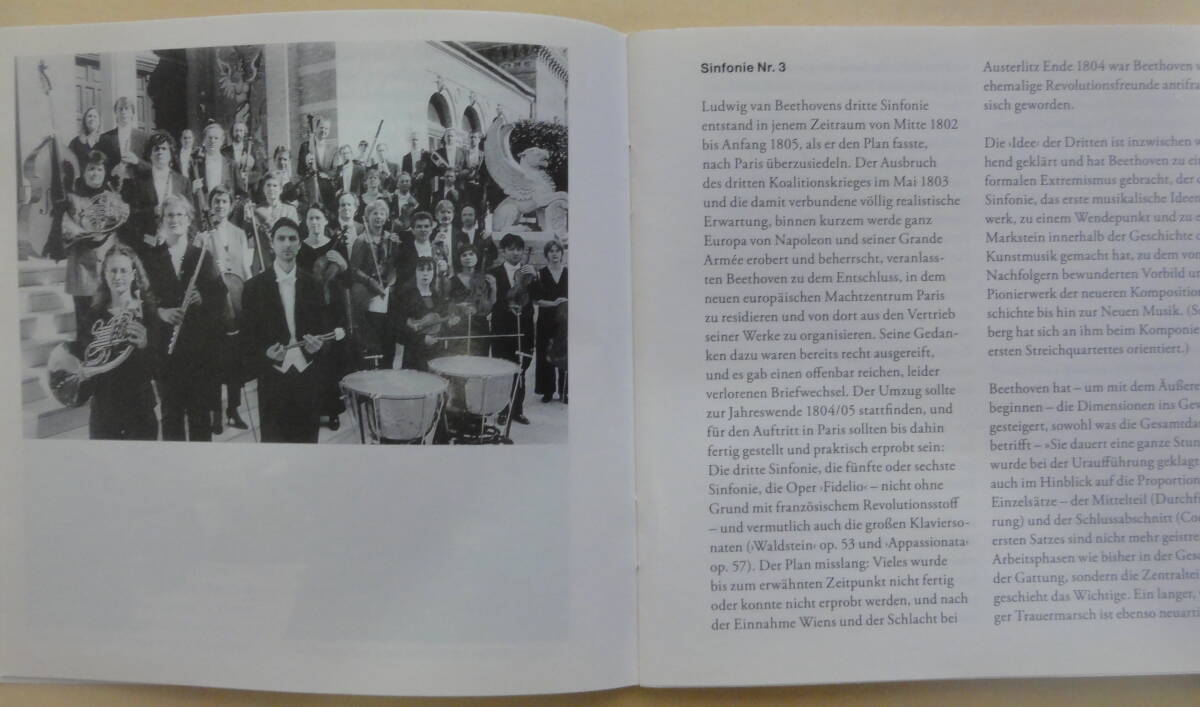 Sinfonie Nr. 3
Ludwig van Beethovens dritte Sinfonie
entstand in jenem Zeitraum von Mitte 1802
bis Anfang 1805, als er den Plan fasste,
nach Paris überzusiedeln. Der Ausbruch
des dritten Koalitionskrieges im Mai 1803
und die damit verbundene völlig realistische
Erwartung, binnen kurzem werde ganz
Europa von Napoleon und seiner Grande
Armée erobert und beherrscht, veranlass-
ten Beethoven zu dem Entschluss, in dem
neuen europäischen Machtzentrum Paris
zu residieren und von dort aus den Vertrieb
seiner Werke zu organisieren. Seine Gedan-
ken dazu waren bereits recht ausgereift,
und es gab einen offenbar reichen, leider
verlorenen Briefwechsel. Der Umzug sollte
zur Jahreswende 1804/05 stattfinden, und
für den Auftritt in Paris sollten bis dahin
fertig gestellt und praktisch erprobt sein:
Die dritte Sinfonie, die fünfte oder sechste
Sinfonie, die Oper ›Fidelio‹ – nicht ohne
Grund mit französischem Revolutionsstoff
– und vermutlich auch die großen Klavierso-
naten (›Waldstein‹ op. 53 und ›Appassionata‹
op. 57). Der Plan misslang: Vieles wurde
bis zum erwähnten Zeitpunkt nicht fertig
oder konnte nicht erprobt werden, und nach
der Einnahme Wiens und der Schlacht bei
Austerlitz Ende 1804 war Beethoven
ehemalige Revolutionsfreunde antifra
sisch geworden.
Die ›Idee‹ der Dritten ist inzwischen
hend geklärt und hat Beethoven zu
formalen Extremismus gebracht, der
Sinfonie, das erste musikalische Ideen
werk, zu einem Wendepunkt und zu
Markstein innerhalb der Geschichte
Kunstmusik gemacht hat, zu dem von
Nachfolgern bewunderten Vorbild
Pionierwerk der neueren Komposition
schichte bis hin zur Neuen Musik. (S
berg hat sich an ihm beim Komponie
ersten Streichquartettes orientiert.)
Beethoven hat – um mit dem Äußere
beginnen – die Dimensionen ins
gesteigert, sowohl was die Gesamtda
betrifft – »Sie dauert eine ganze Stun
wurde bei der Uraufführung geklagt
auch im Hinblick auf die Proportion
Einzelsätze – der Mittelteil (Durchf
rung) und der Schlussabschnitt (Co
ersten Satzes sind nicht mehr geistre
Arbeitsphasen wie bisher in der Ges
der Gattung, sondern die Zentraltei
geschieht das Wichtige. Ein langer,
ger Trauermarsch ist ebenso neuarti